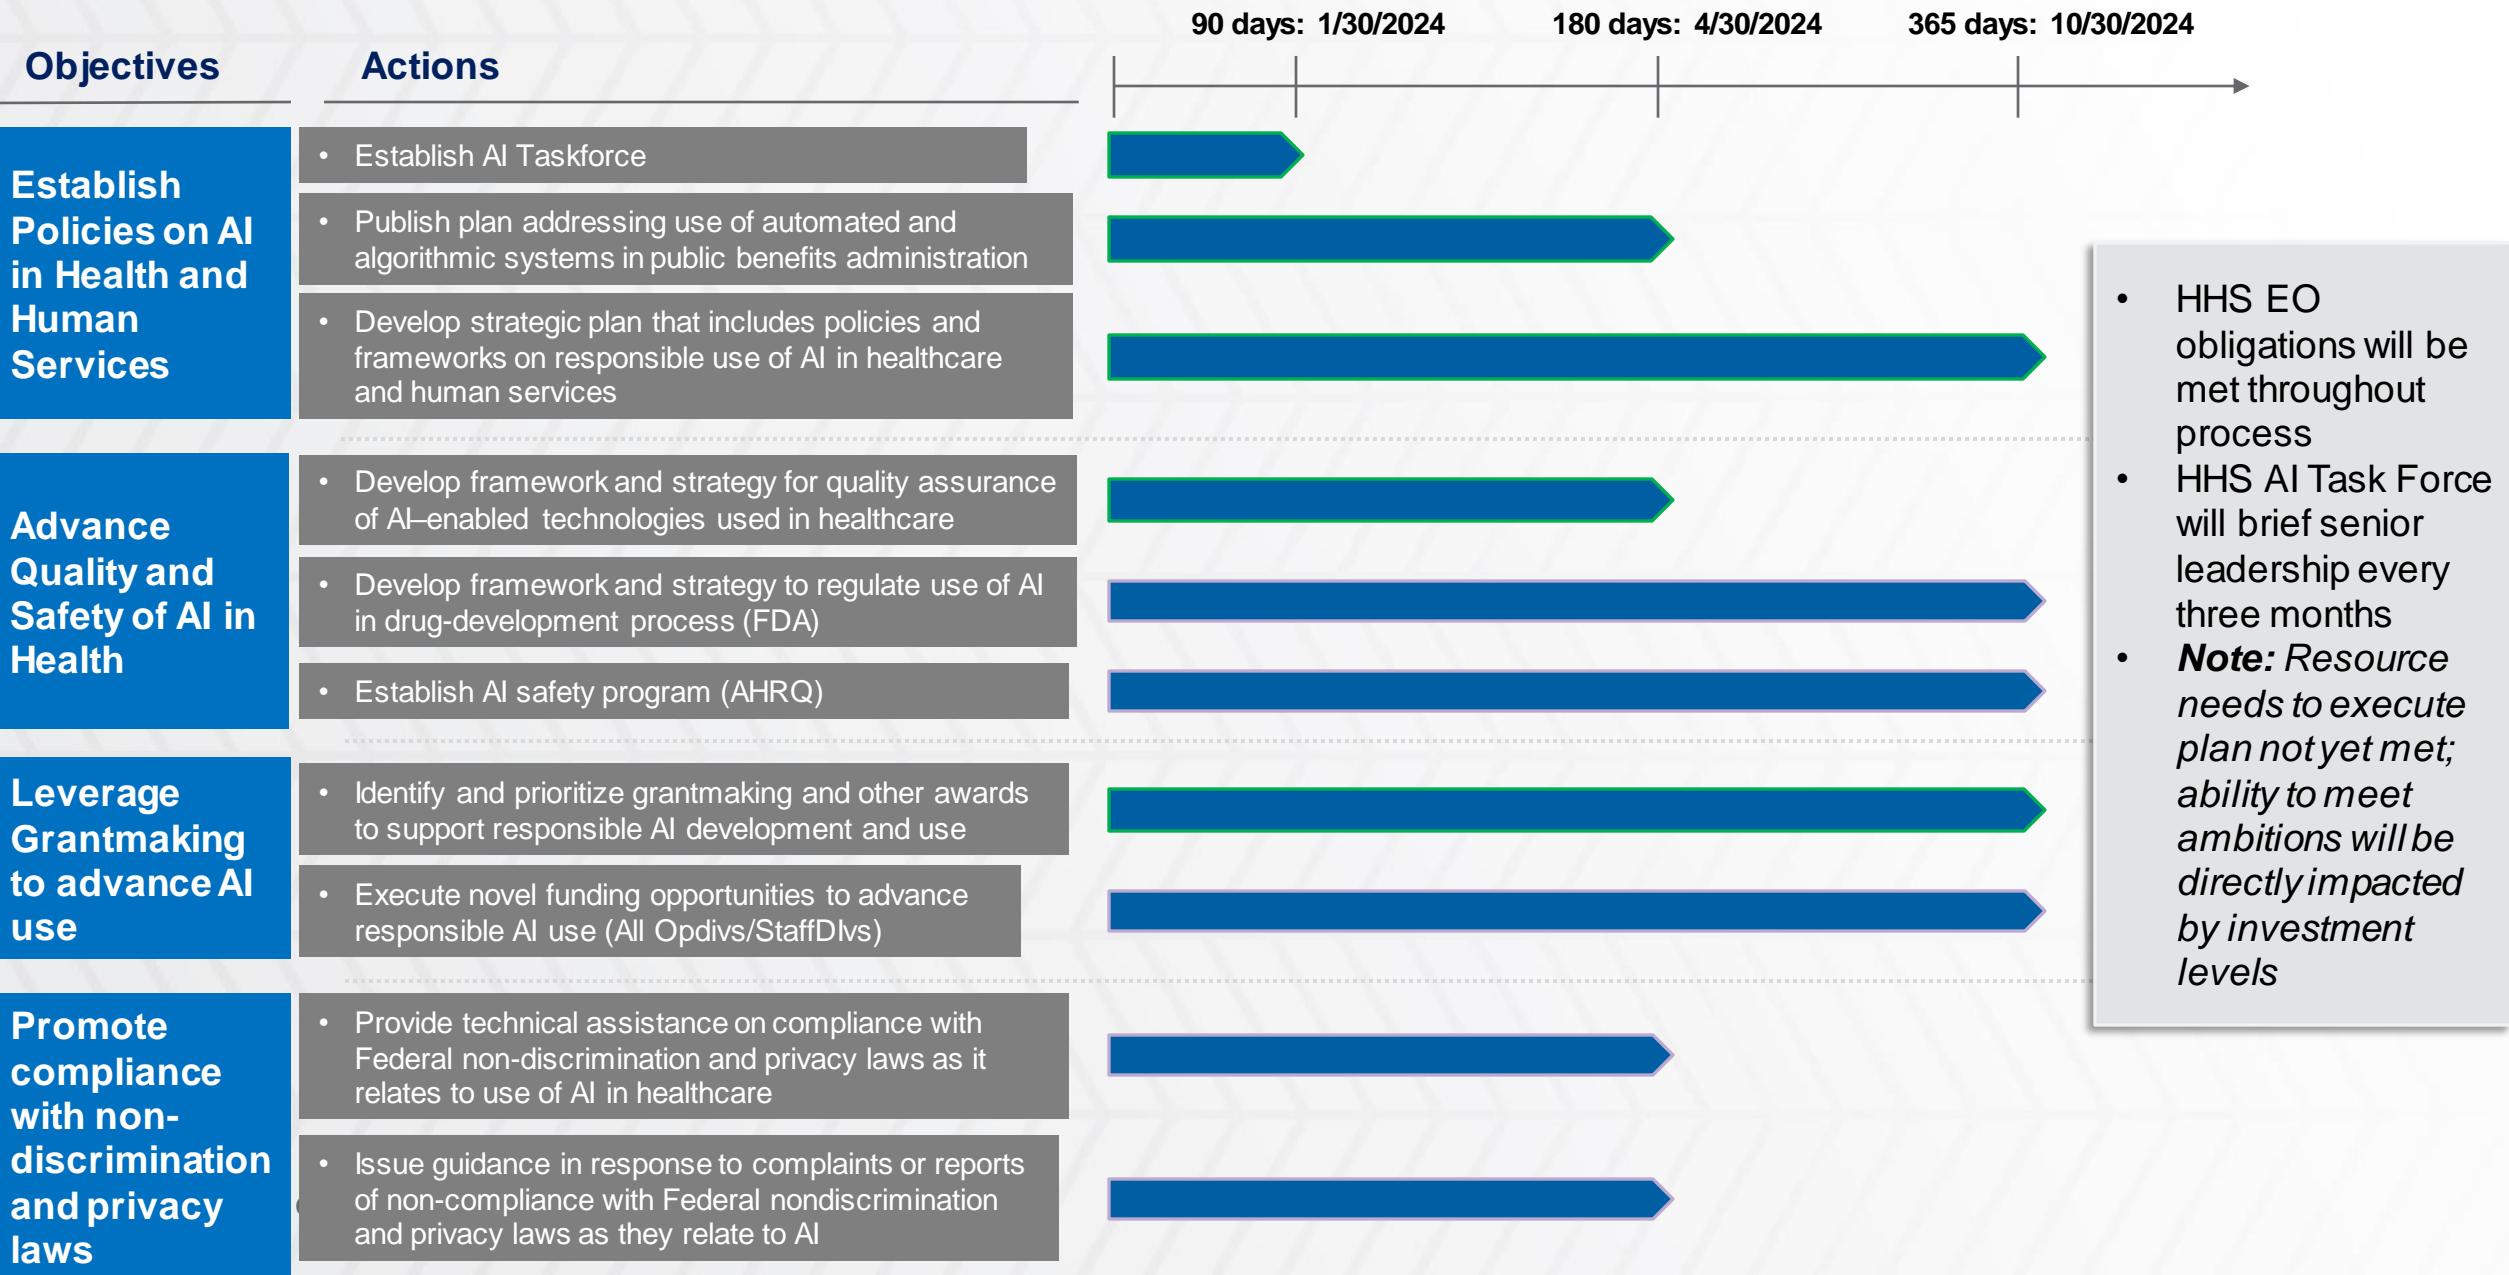 90 days: 1/30/2024
180 days: 4/30/2024
365 days: 10/30/2024
Objectives
Actions
Establish
Policies on AI
in Health and
Human
Services
• Establish AI Taskforce
• Publish plan addressing use of automated and
algorithmic systems in public benefits administration
• Develop strategic plan that includes policies and
frameworks on responsible use of AI in healthcare
and human services
Advance
Quality and
Safety of AI in
Health
• Develop framework and strategy for quality assurance
of AI–enabled technologies used in healthcare
• Develop framework and strategy to regulate use of AI
in drug-development process (FDA)
• Establish AI safety program (AHRQ)
Leverage
Grantmaking
to advance AI
use
• Identify and prioritize grantmaking and other awards
to support responsible AI development and use
• Execute novel funding opportunities to advance
responsible AI use (All Opdivs/StaffDIvs)
Promote
compliance
with non-
discrimination
and privacy
laws
• Provide technical assistance on compliance with
Federal non-discrimination and privacy laws as it
relates to use of AI in healthcare
• Issue guidance in response to complaints or reports
of non-compliance with Federal nondiscrimination
and privacy laws as they relate to AI
• HHS EO
obligations will be
met throughout
process
• HHS AI Task Force
will brief senior
leadership every
three months
• Note: Resource
needs to execute
plan not yet met;
ability to meet
ambitions will be
directly impacted
by investment
levels